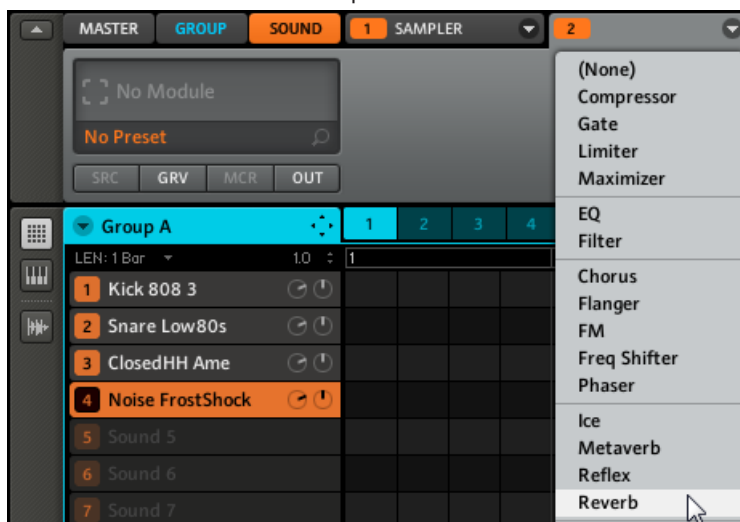 MASTER GROUP SOUND 1 SAMPLER 2
No Module
No Preset
SRC GRV MCR OUT
Group A 1 2 3 4
LEN: 1 Bar 1.0 1
1 Kick 808 3
2 Snare Low80s
3 ClosedHH Ame
4 Noise FrostShock
5 Sound 5
6 Sound 6
7 Sound 7
(None)
Compressor
Gate
Limiter
Maximizer
EQ
Filter
Chorus
Flanger
FM
Freq Shifter
Phaser
Ice
Metaverb
Reflex
Reverb